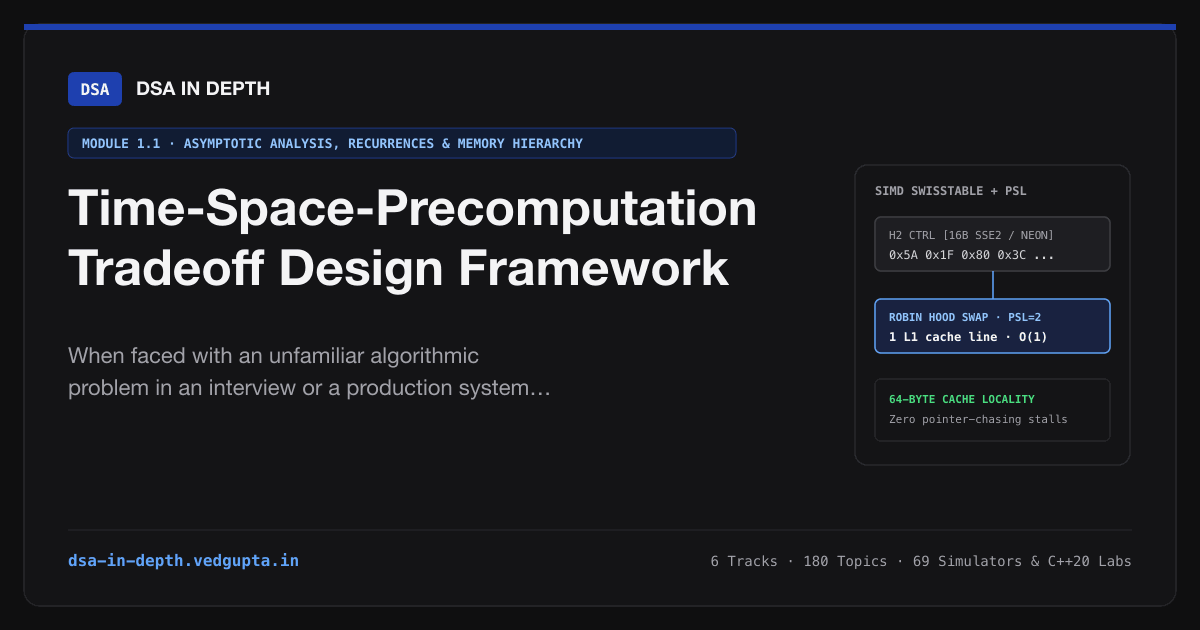 DSA
DSA IN DEPTH
MODULE 1.1 · ASYMPTOTIC ANALYSIS, RECURRENCES & MEMORY HIERARCHY
Time-Space-Precomputation
Tradeoff Design Framework
When faced with an unfamiliar algorithmic
problem in an interview or a production system…
SIMD SWISSTABLE + PSL
H2 CTRL [16B SSE2 / NEON]
0x5A 0x1F 0x80 0x3C ...
ROBIN HOOD SWAP · PSL=2
1 L1 cache line · O(1)
64-BYTE CACHE LOCALITY
Zero pointer-chasing stalls
dsa-in-depth.vedgupta.in
6 Tracks · 180 Topics · 69 Simulators & C++20 Labs